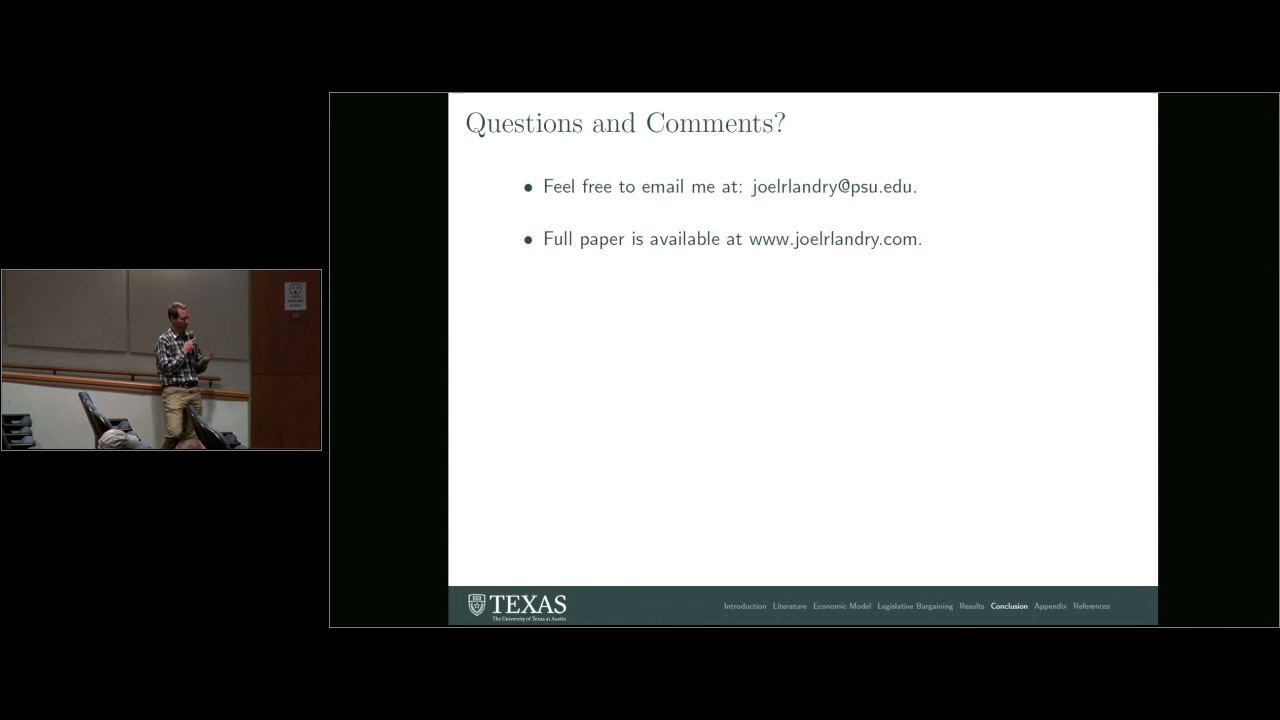 Questions and Comments?
• Feel free to email me at: joelrlandry@psu.edu.
• Full paper is available at www.joelrlandry.com.
TEXAS
The University of Texas at Austin
Introduction Literature Economic Model Legislative Bargaining Results Conclusion Appendix References